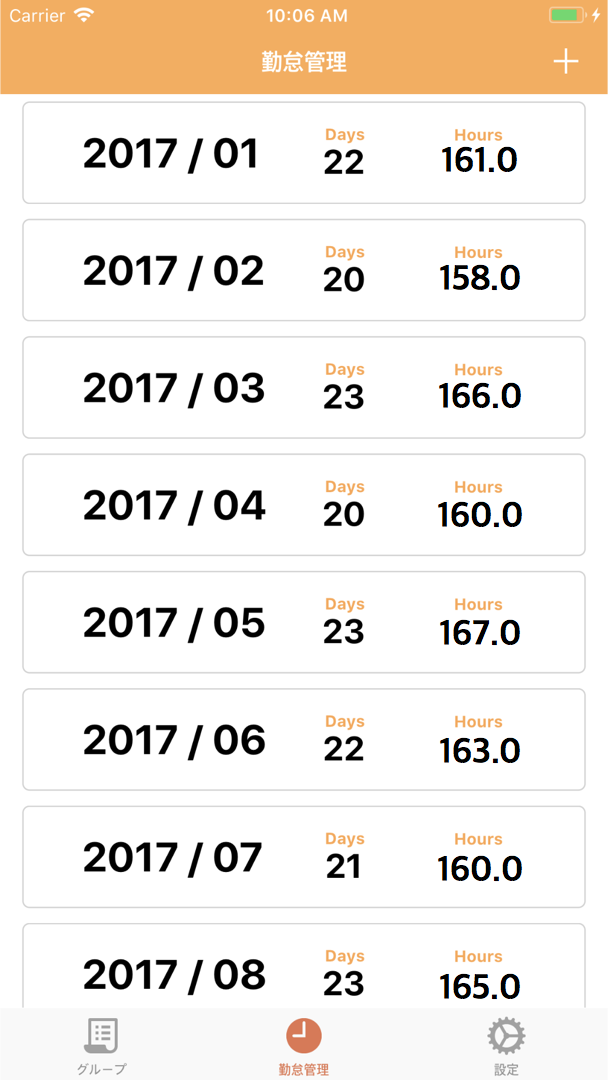 Carrier 10:06 AM
勤怠管理
Days Hours
2017 / 01 22 161.0
Days Hours
2017 / 02 20 158.0
Days Hours
2017 / 03 23 166.0
Days Hours
2017 / 04 20 160.0
Days Hours
2017 / 05 23 167.0
Days Hours
2017 / 06 22 163.0
Days Hours
2017 / 07 21 160.0
Days Hours
2017 / 08 23 165.0
グループ 勤怠管理 設定